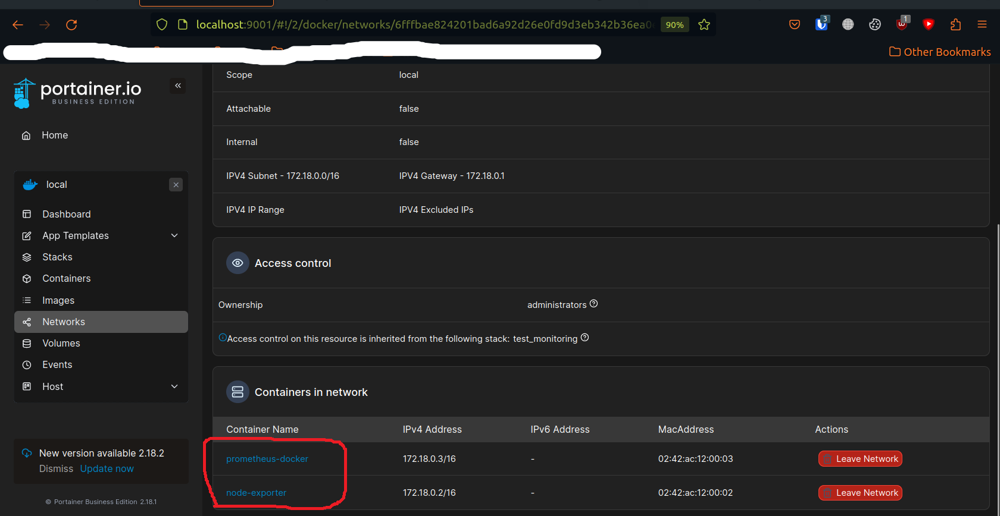 localhost:9001/#!/2/docker/networks/6fffbae824201bad6a92d26e0fd9d3eb342b36ea0
90%
3
1
Other Bookmarks
portainer.io
BUSINESS EDITION
Home
local
Dashboard
App Templates
Stacks
Containers
Images
Networks
Volumes
Events
Host
New version available 2.18.2
Dismiss Update now
© Portainer Business Edition 2.18.1
Scope local
Attachable false
Internal false
IPV4 Subnet - 172.18.0.0/16 IPV4 Gateway - 172.18.0.1
IPV4 IP Range IPV4 Excluded IPs
Access control
Ownership administrators
Access control on this resource is inherited from the following stack: test_monitoring
Containers in network
Container Name IPv4 Address IPv6 Address MacAddress Actions
prometheus-docker 172.18.0.3/16 - 02:42:ac:12:00:03 Leave Network
node-exporter 172.18.0.2/16 - 02:42:ac:12:00:02 Leave Network